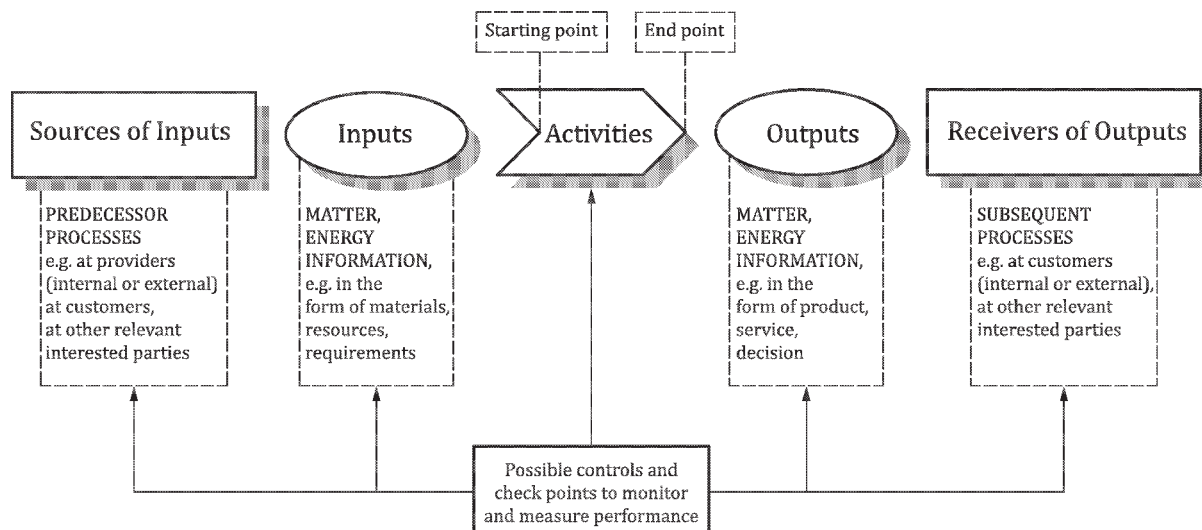 Starting point
End point
Sources of Inputs
Inputs
Activities
Outputs
Receivers of Outputs
PREDECESSOR
PROCESSES
e.g. at providers
(internal or external)
at customers,
at other relevant
interested parties
MATTER,
ENERGY
INFORMATION,
e.g. in the
form of materials,
resources,
requirements
MATTER,
ENERGY
INFORMATION,
e.g. in the
form of product,
service,
decision
SUBSEQUENT
PROCESSES
e.g. at customers
(internal or external),
at other relevant
interested parties
Possible controls and
check points to monitor
and measure performance